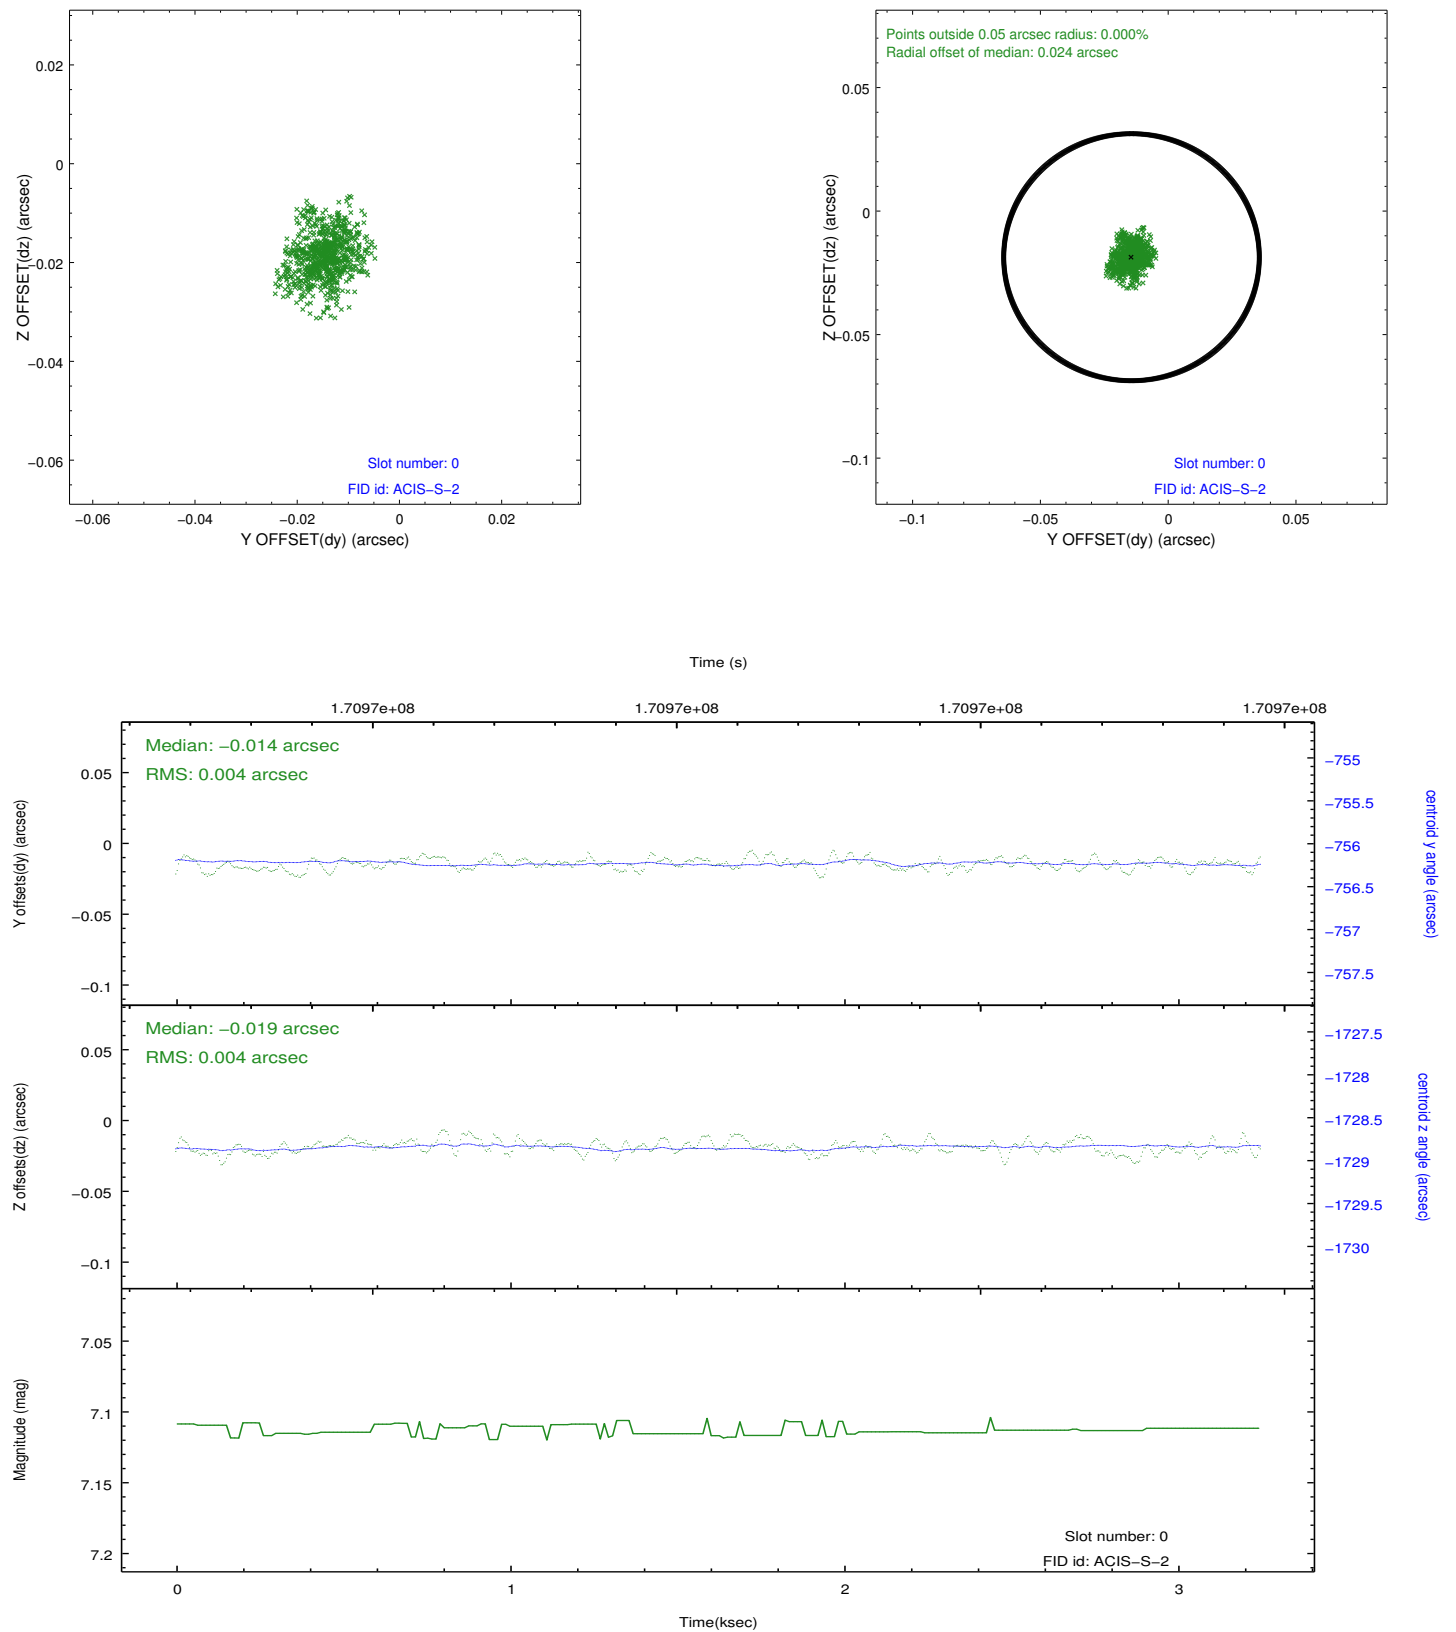 0.02
0
−0.02
−0.04
−0.06
Z OFFSET(dz) (arcsec)
Slot number: 0
FID id: ACIS−S−2
−0.06
−0.04
−0.02
0
0.02
Y OFFSET(dy) (arcsec)
Points outside 0.05 arcsec radius: 0.000%
Radial offset of median: 0.024 arcsec
0.05
0
−0.05
−0.1
Z OFFSET(dz) (arcsec)
Slot number: 0
FID id: ACIS−S−2
−0.1
−0.05
0
0.05
Y OFFSET(dy) (arcsec)
Time (s)
1.7097e+08
1.7097e+08
1.7097e+08
1.7097e+08
Median: −0.014 arcsec
RMS: 0.004 arcsec
0.05
0
−0.05
−0.1
Y offsets(dy) (arcsec)
−755
−755.5
−756
−756.5
−757
−757.5
centroid y angle (arcsec)
Median: −0.019 arcsec
RMS: 0.004 arcsec
0.05
0
−0.05
−0.1
Z offsets(dz) (arcsec)
−1727.5
−1728
−1728.5
−1729
−1729.5
−1730
centroid z angle (arcsec)
7.05
7.1
7.15
7.2
Magnitude (mag)
Slot number: 0
FID id: ACIS−S−2
0
1
2
3
Time(ksec)